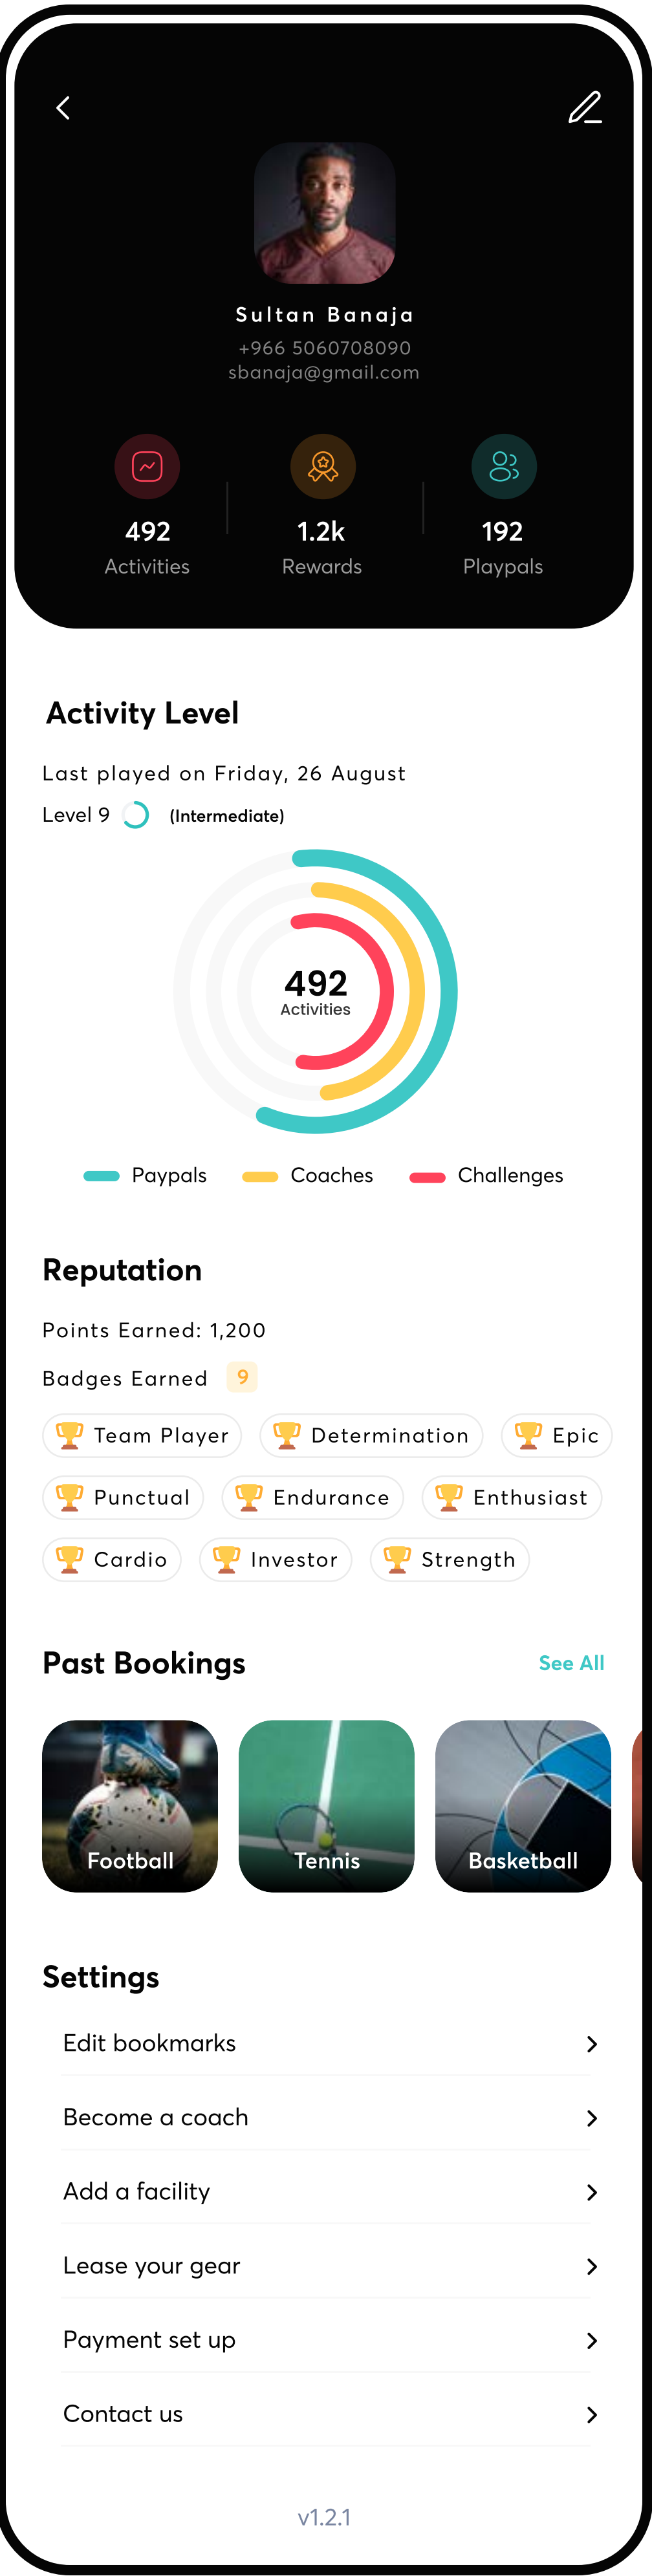 Sultan Banaja
+966 5060708090
sbanaja@gmail.com
492 1.2k 192
Activities Rewards Playpals
Activity Level
Last played on Friday, 26 August
Level 9 (Intermediate)
492
Activities
Paypals Coaches Challenges
Reputation
Points Earned: 1,200
Badges Earned 9
Team Player Determination Epic
Punctual Endurance Enthusiast
Cardio Investor Strength
Past Bookings See All
Football Tennis Basketball
Settings
Edit bookmarks
Become a coach
Add a facility
Lease your gear
Payment set up
Contact us
v1.2.1